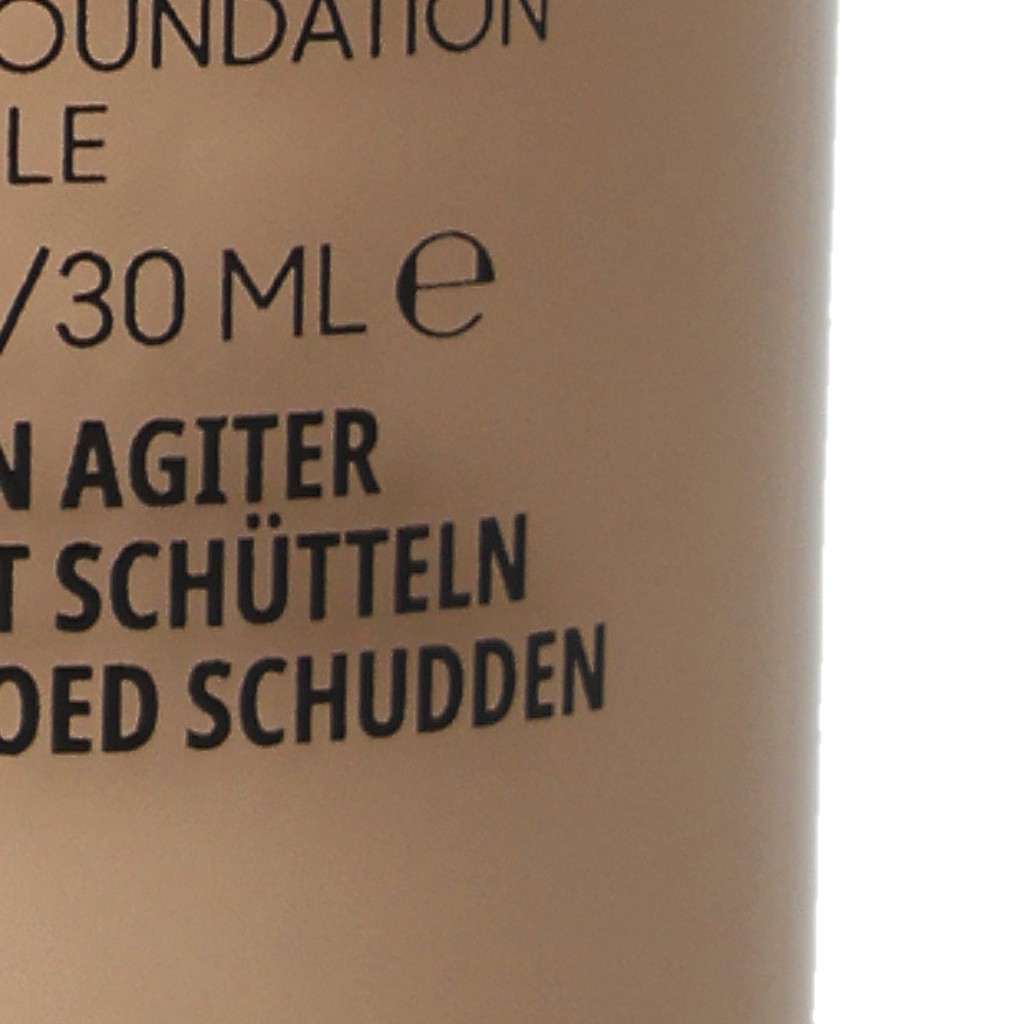 OUNDATION
LE
/30 ML ℮
N AGITER
T SCHÜTTELN
OED SCHUDDEN